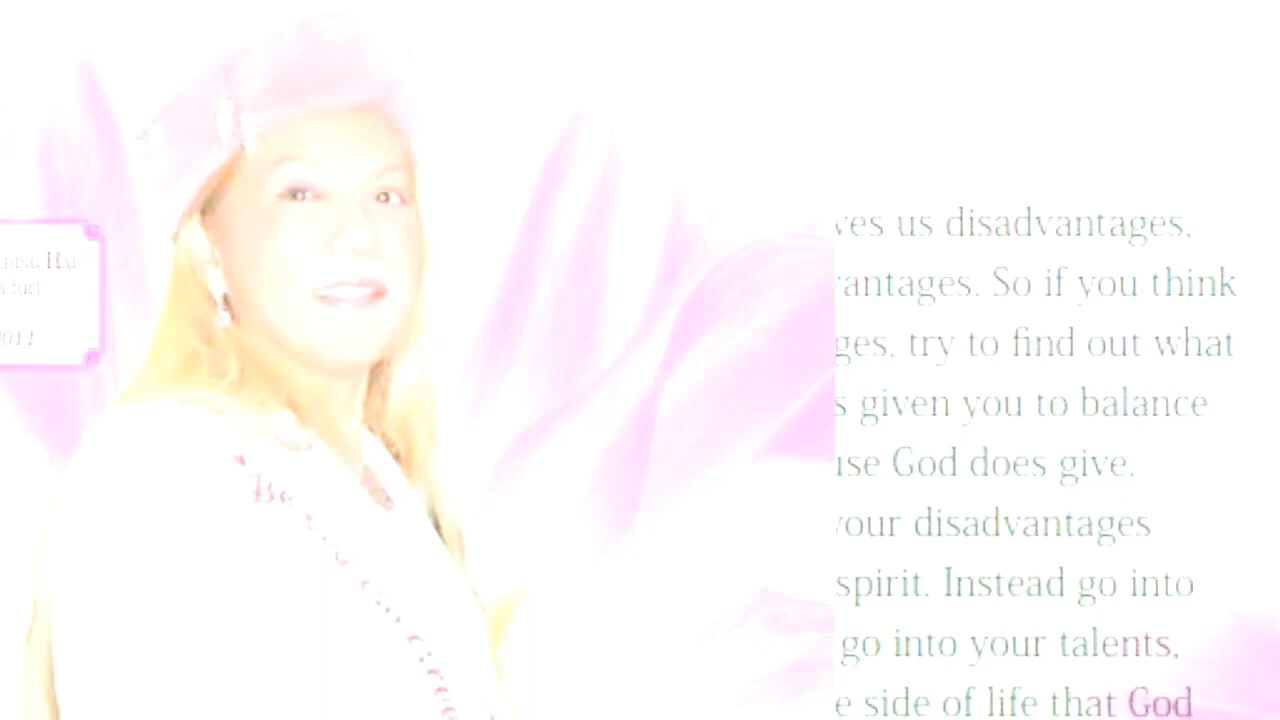 2011
ves us disadvantages,
vantages. So if you think
ges, try to find out what
s given you to balance
use God does give.
your disadvantages
spirit. Instead go into
go into your talents,
e side of life that God